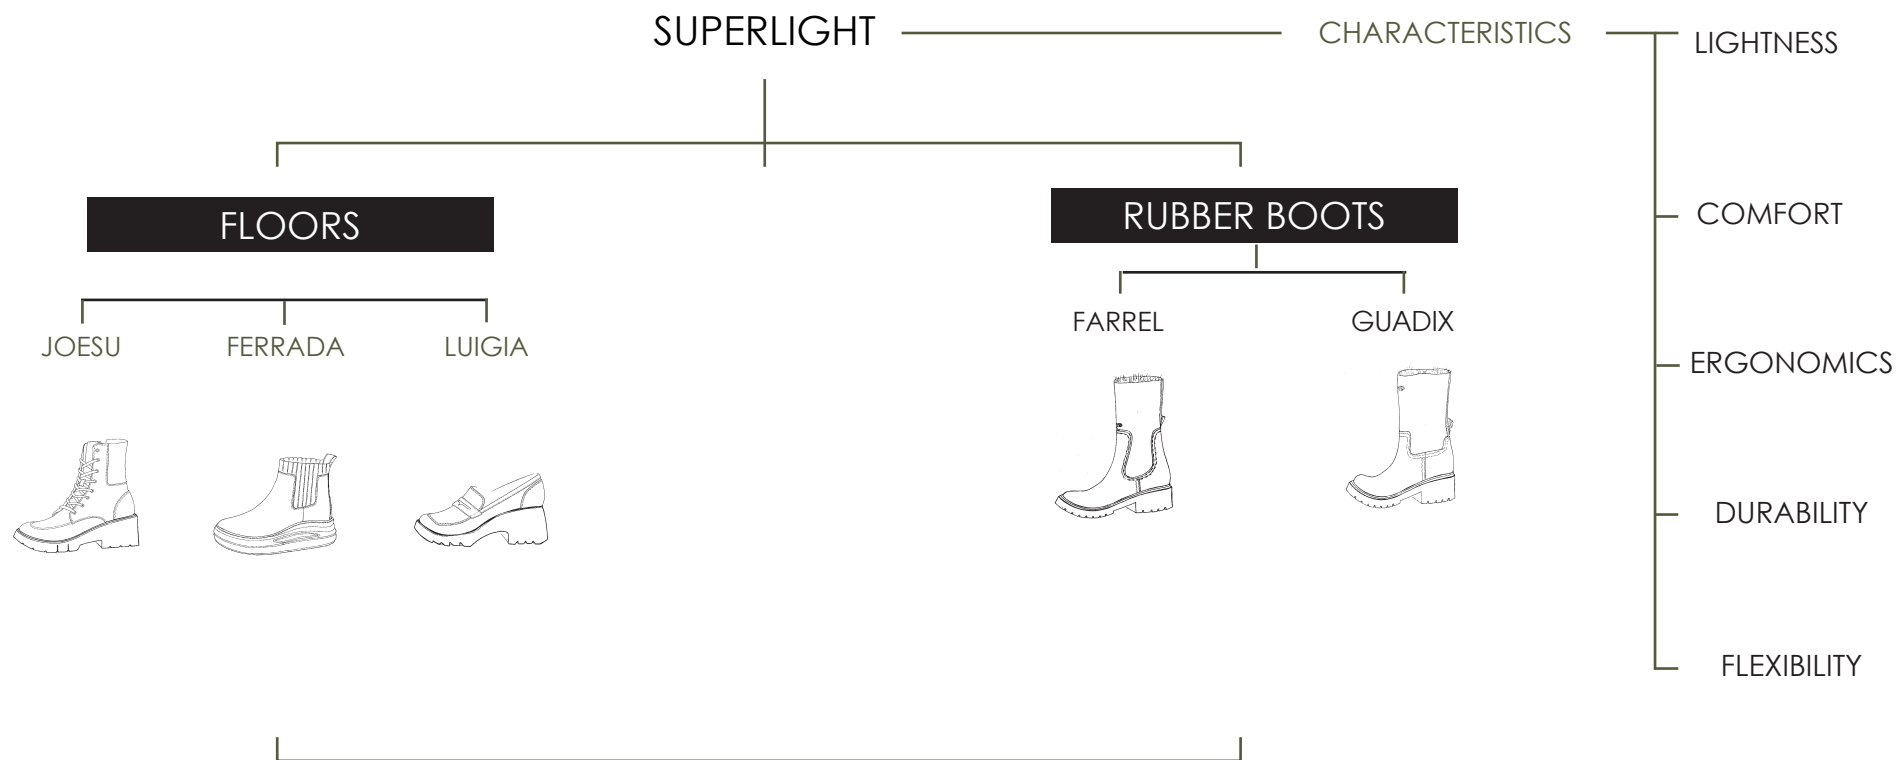 SUPERLIGHT
CHARACTERISTICS
LIGHTNESS
FLOORS
RUBBER BOOTS
COMFORT
JOESU
FERRADA
LUIGIA
FARREL
GUADIX
ERGONOMICS
DURABILITY
FLEXIBILITY